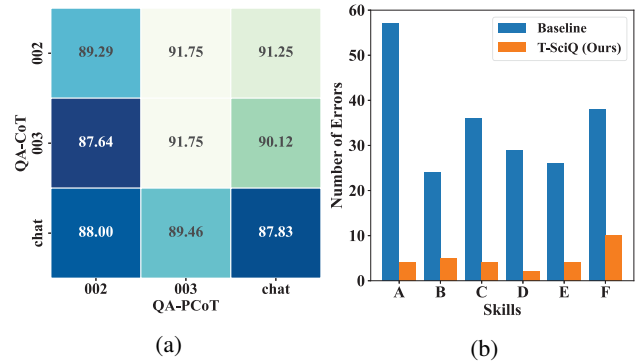 002
89.29 91.75 91.25
QA-CoT
003
87.64 91.75 90.12
chat
88.00 89.46 87.83
002 003 chat
QA-PCoT
(a)
60
50
40
30
20
10
0
Number of Errors
Baseline
T-SciQ (Ours)
A B C D E F
Skills
(b)